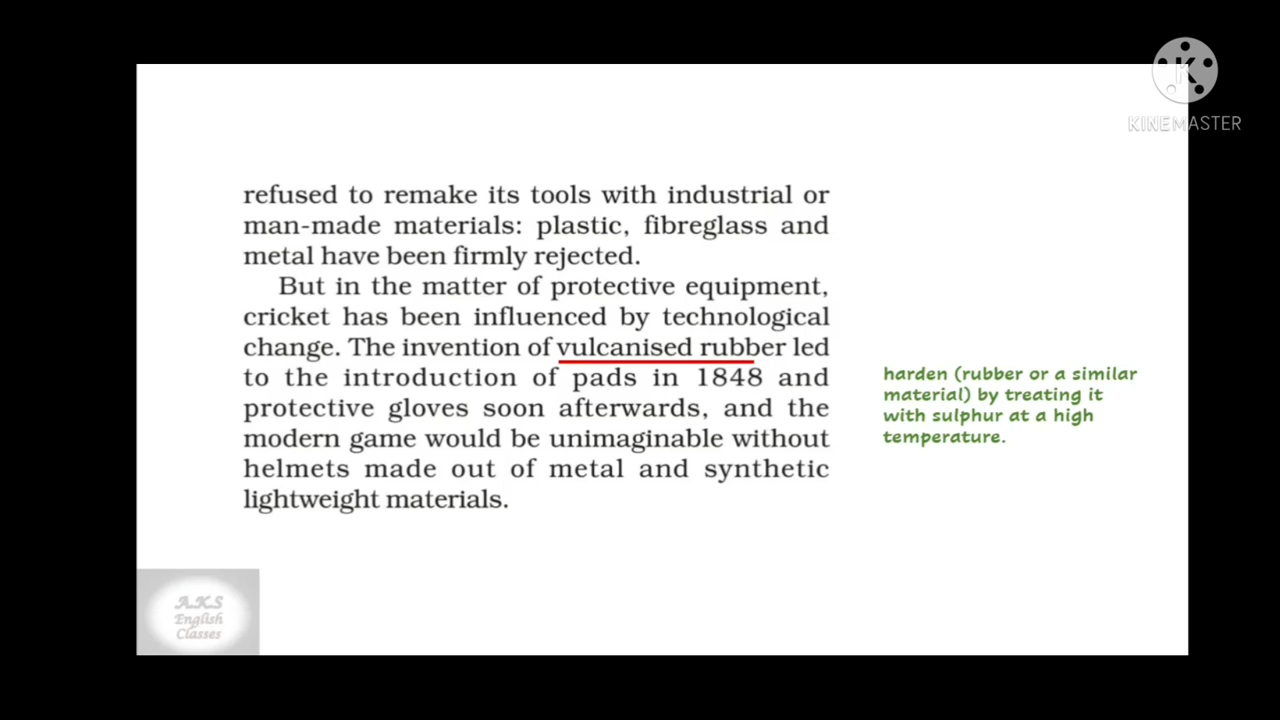 KINEMASTER
refused to remake its tools with industrial or
man-made materials: plastic, fibreglass and
metal have been firmly rejected.
But in the matter of protective equipment,
cricket has been influenced by technological
change. The invention of vulcanised rubber led
to the introduction of pads in 1848 and
protective gloves soon afterwards, and the
modern game would be unimaginable without
helmets made out of metal and synthetic
lightweight materials.
harden (rubber or a similar
material) by treating it
with sulphur at a high
temperature.
A.K.S
English
Classes